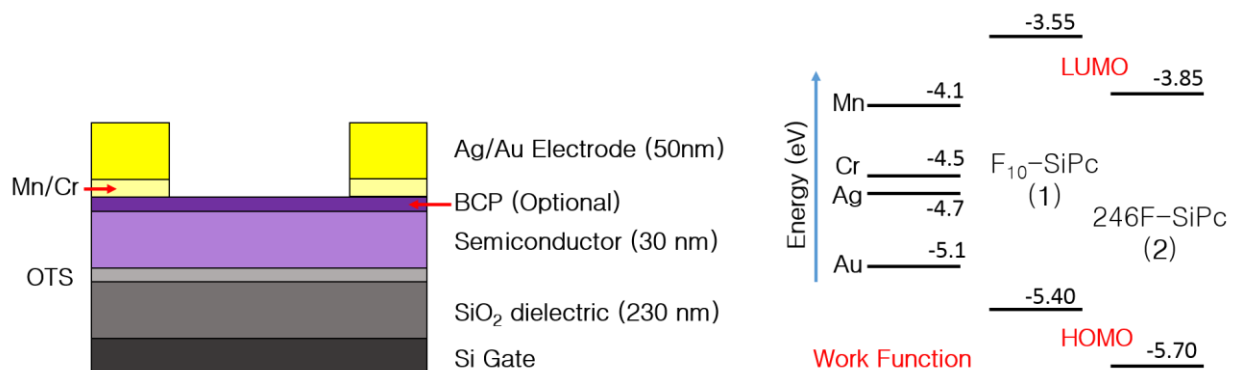 Mn/Cr
OTS
Ag/Au Electrode (50nm)
BCP (Optional)
Semiconductor (30 nm)
SiO₂ dielectric (230 nm)
Si Gate
Energy (eV)
Mn
-4.1
Cr
-4.5
Ag
-4.7
Au
-5.1
Work Function
-3.55
LUMO
-3.85
F₁₀-SiPc
(1)
246F-SiPc
(2)
-5.40
HOMO
-5.70